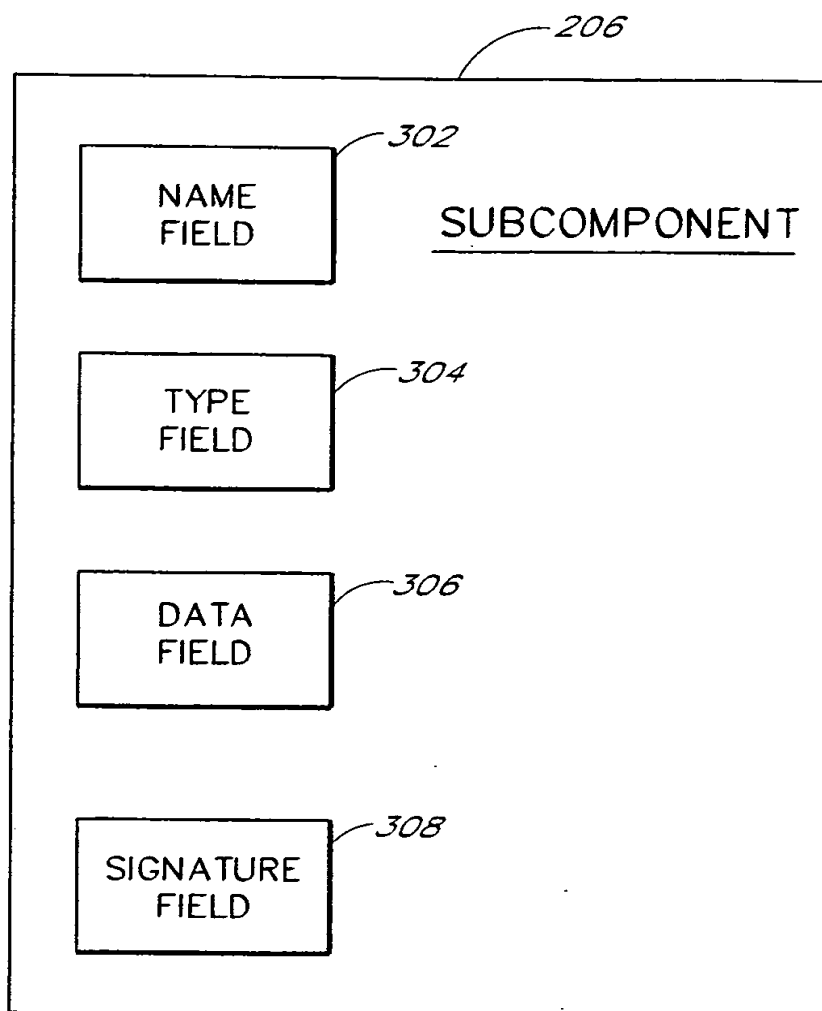 206
302
NAME
FIELD
SUBCOMPONENT
304
TYPE
FIELD
306
DATA
FIELD
308
SIGNATURE
FIELD